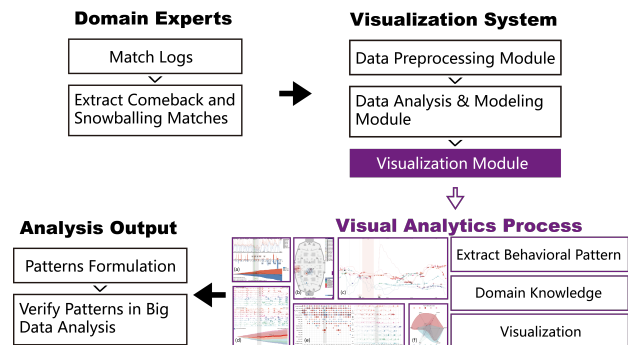 Domain Experts
Match Logs
Extract Comeback and
Snowballing Matches
Visualization System
Data Preprocessing Module
Data Analysis & Modeling
Module
Visualization Module
Visual Analytics Process
(a)
(b)
(c)
(d)
(e)
(f)
Extract Behavioral Pattern
Domain Knowledge
Visualization
Analysis Output
Patterns Formulation
Verify Patterns in Big
Data Analysis